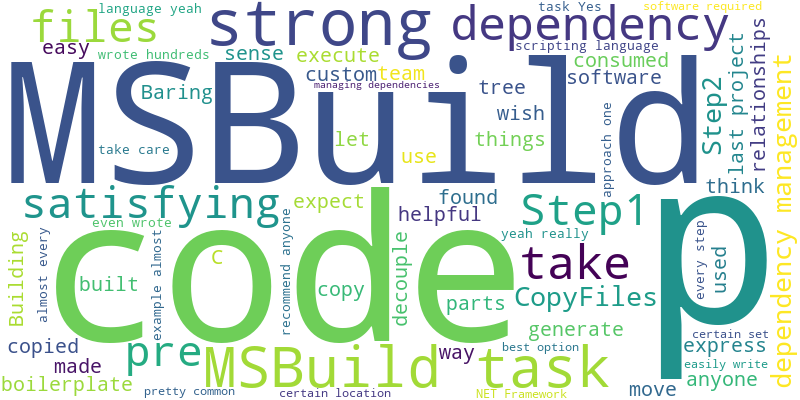 language yeah
task Yes
software required
files
strong
dependency
easy
wrote hundreds
sense
execute
scripting language
consumed
MSBuild
custom
team
software
managing dependencies
Baring
tree
wish
Step2
last project
relationships
take care
let
things
use
approach one
management
satisfying
expect
found
think
Step1
helpful
even wrote
yeah really
p
code
take
Building
almost every
example almost
C
recommend anyone
decouple
every step
used
dependency
built
copy
parts
CopyFiles
generate
certain set
copied
pre
way
best option
express
made
MSBuild task
easily write
boilerplate
anyone
pretty common
certain location
NET Framework
move